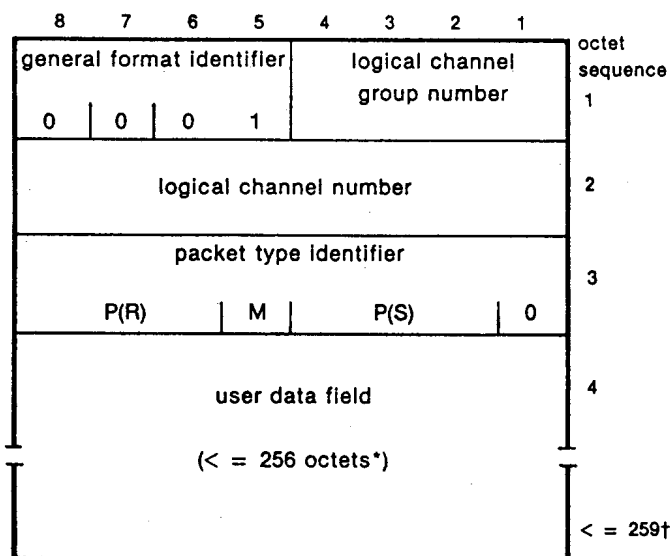 8 7 6 5 4 3 2 1
octet
sequence
general format identifier
logical channel
group number
1
0 0 0 1
logical channel number
2
packet type identifier
3
P(R) M P(S) 0
user data field
4
(< = 256 octets*)
< = 259†